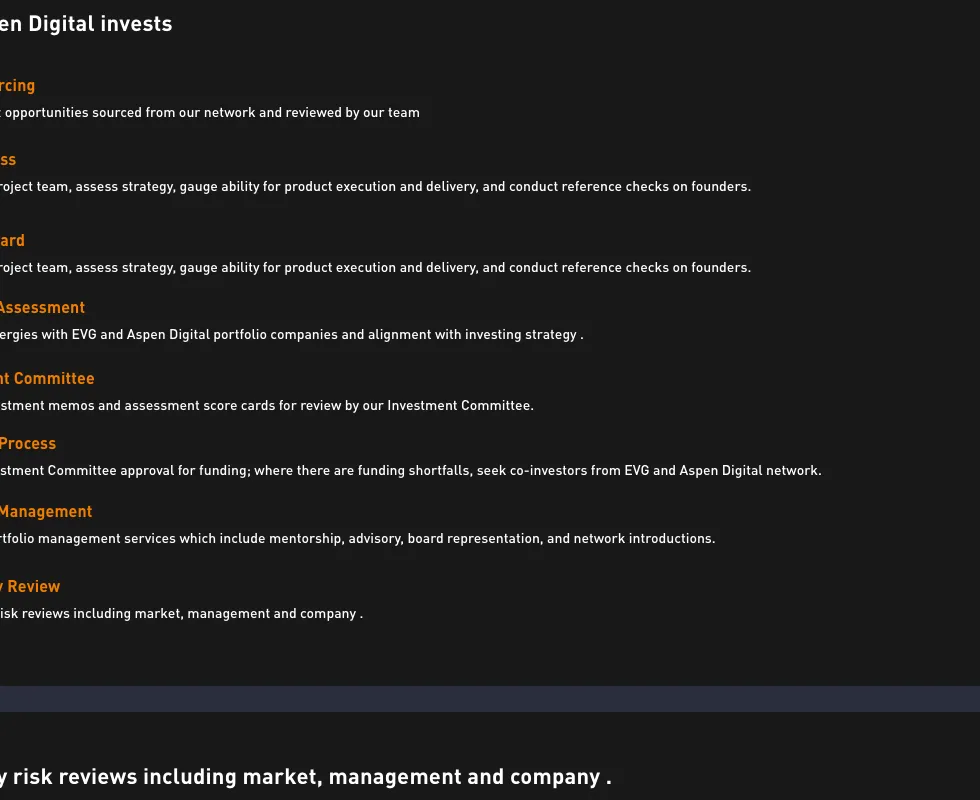 en Digital invests
rcing
t opportunities sourced from our network and reviewed by our team
ss
roject team, assess strategy, gauge ability for product execution and delivery, and conduct reference checks on founders.
ard
roject team, assess strategy, gauge ability for product execution and delivery, and conduct reference checks on founders.
Assessment
ergies with EVG and Aspen Digital portfolio companies and alignment with investing strategy .
nt Committee
stment memos and assessment score cards for review by our Investment Committee.
Process
stment Committee approval for funding; where there are funding shortfalls, seek co-investors from EVG and Aspen Digital network.
Management
rtfolio management services which include mentorship, advisory, board representation, and network introductions.
y Review
isk reviews including market, management and company .
y risk reviews including market, management and company .